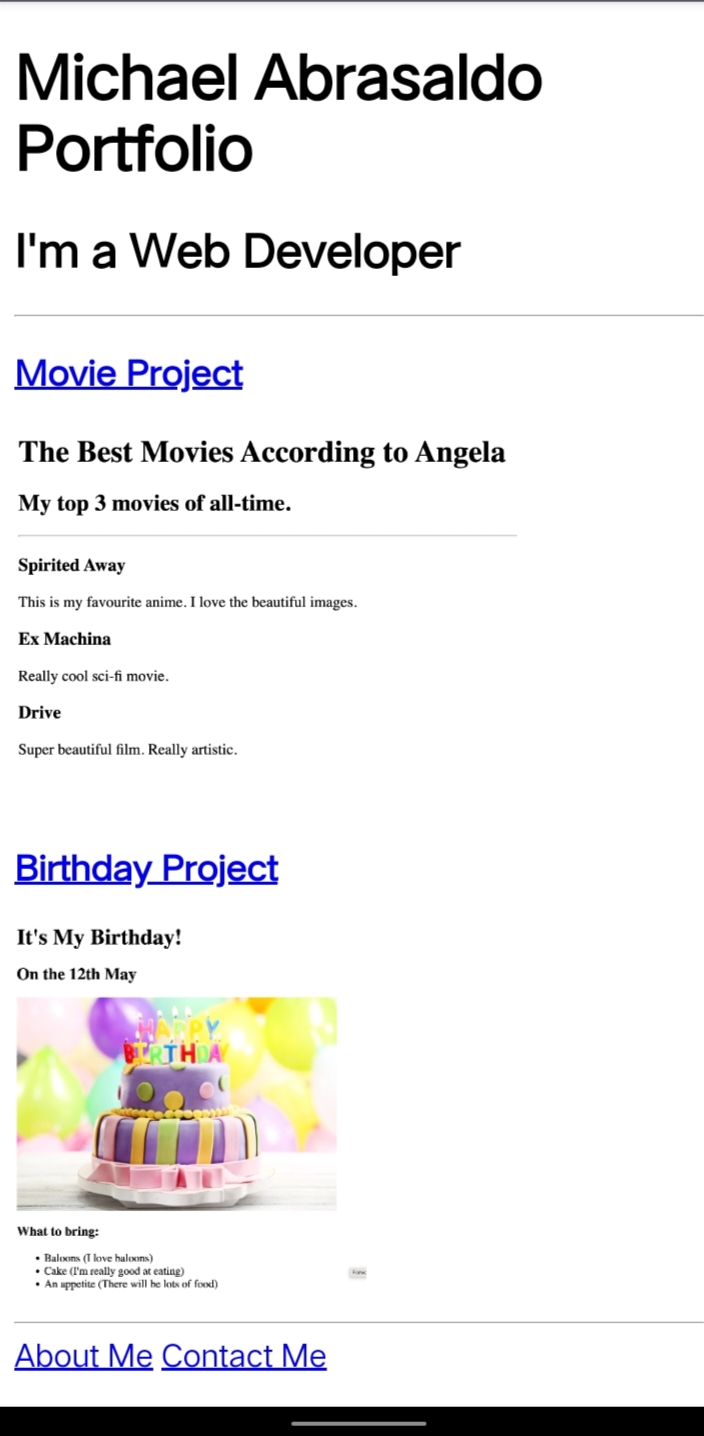 Michael Abrasaldo
Portfolio
I'm a Web Developer
Movie Project
The Best Movies According to Angela
My top 3 movies of all-time.
Spirited Away
This is my favourite anime. I love the beautiful images.
Ex Machina
Really cool sci-fi movie.
Drive
Super beautiful film. Really artistic.
Birthday Project
It's My Birthday!
On the 12th May
HAPPY
BIRTHDAY
What to bring:
• Baloons (I love baloons)
• Cake (I'm really good at eating)
• An appetite (There will be lots of food)
About Me Contact Me